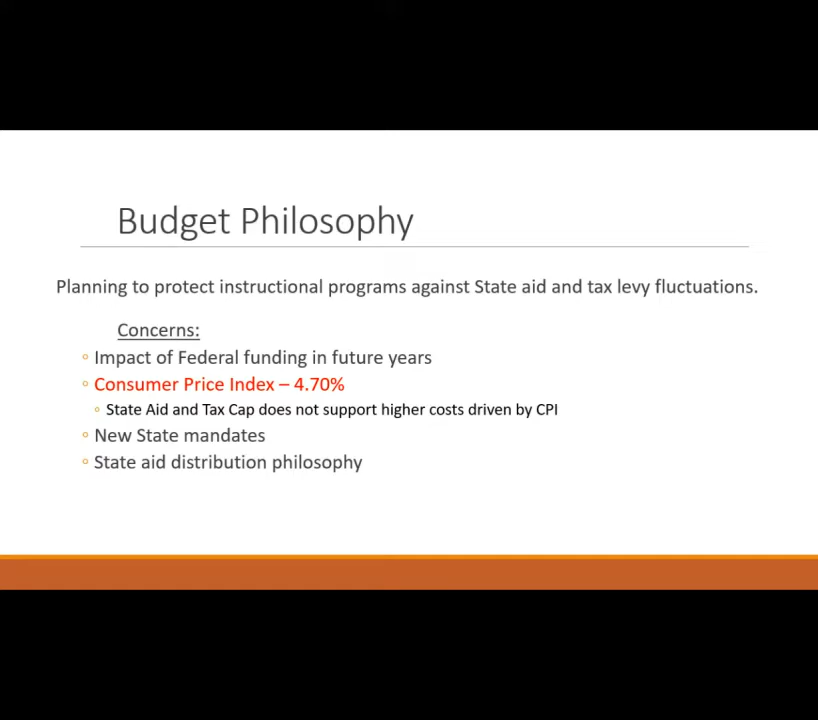 Budget Philosophy
Planning to protect instructional programs against State aid and tax levy fluctuations.
Concerns:
◦ Impact of Federal funding in future years
◦ Consumer Price Index – 4.70%
◦ State Aid and Tax Cap does not support higher costs driven by CPI
◦ New State mandates
◦ State aid distribution philosophy